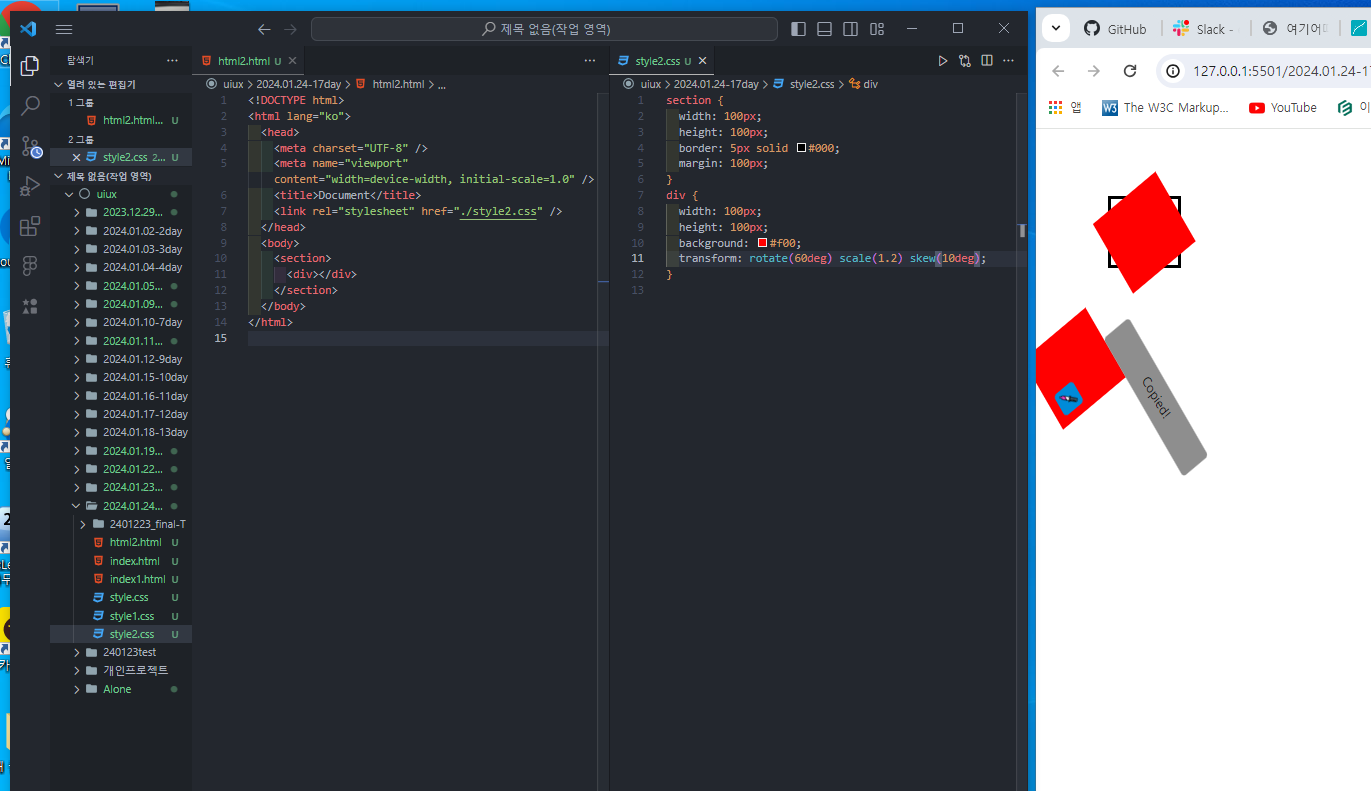 제목 없음(작업 영역)
탐색기
열려 있는 편집기
1 그룹
html2.html... U
2 그룹
style2.css 2... U
제목 없음(작업 영역)
uiux
2023.12.29...
2024.01.02-2day
2024.01.03-3day
2024.01.04-4day
2024.01.05...
2024.01.09...
2024.01.10-7day
2024.01.11...
2024.01.12-9day
2024.01.15-10day
2024.01.16-11day
2024.01.17-12day
2024.01.18-13day
2024.01.19...
2024.01.22...
2024.01.23...
2024.01.24...
2401223_final-T
html2.html U
index.html U
index1.html U
style.css U
style1.css U
style2.css U
240123test
개인프로젝트
Alone
html2.html U
uiux > 2024.01.24-17day > html2.html > ...
1 <!DOCTYPE html>
2 <html lang="ko">
3 <head>
4 <meta charset="UTF-8" />
5 <meta name="viewport"
content="width=device-width, initial-scale=1.0" />
6 <title>Document</title>
7 <link rel="stylesheet" href="./style2.css" />
8 </head>
9 <body>
10 <section>
11 <div></div>
12 </section>
13 </body>
14 </html>
15
style2.css U
uiux > 2024.01.24-17day > style2.css > div
1 section {
2 width: 100px;
3 height: 100px;
4 border: 5px solid #000;
5 margin: 100px;
6 }
7 div {
8 width: 100px;
9 height: 100px;
10 background: #f00;
11 transform: rotate(60deg) scale(1.2) skew(10deg);
12 }
13
GitHub
Slack -
여기어
127.0.0.1:5501/2024.01.24-1
앱
The W3C Markup...
YouTube
Copied!